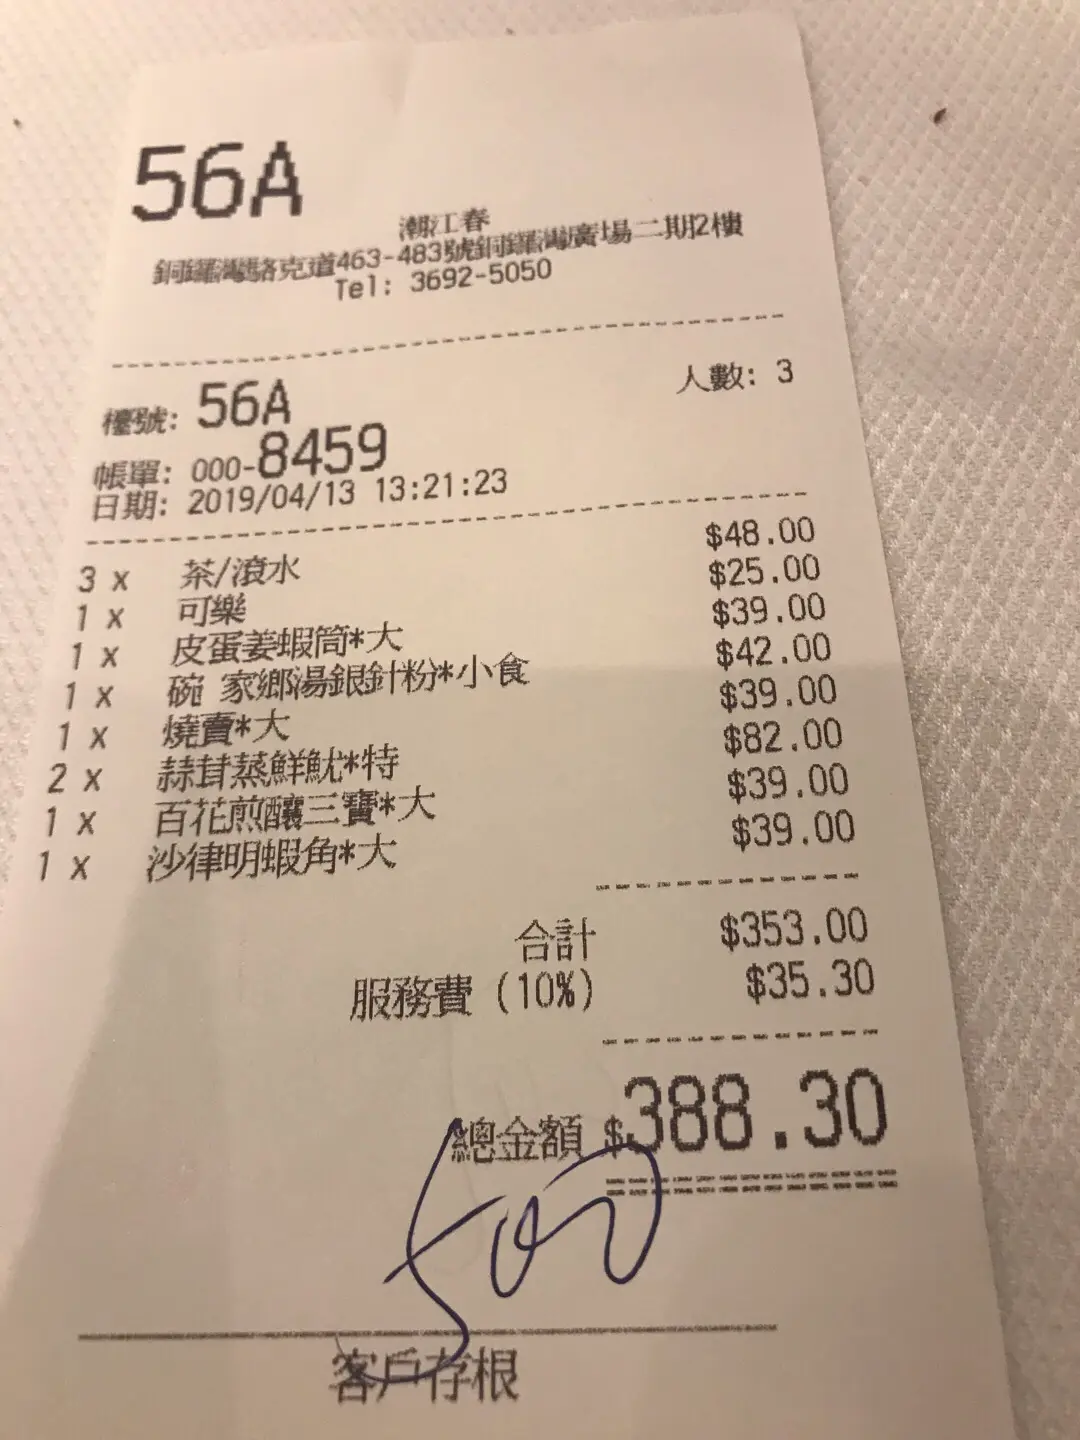 56A
潮江春
銅鑼灣駱克道463-483號銅鑼灣廣場二期2樓
Tel: 3692-5050
檯號: 56A 人數: 3
帳單: 000-8459
日期: 2019/04/13 13:21:23
3 x 茶/滾水 $48.00
1 x 可樂 $25.00
1 x 皮蛋姜蝦筒*大 $39.00
1 x 碗 家鄉湯銀針粉*小食 $42.00
1 x 燒賣*大 $39.00
2 x 蒜茸蒸鮮魷*特 $82.00
1 x 百花煎釀三寶*大 $39.00
1 x 沙律明蝦角*大 $39.00
合計 $353.00
服務費 (10%) $35.30
總金額 $388.30
500
客戶存根